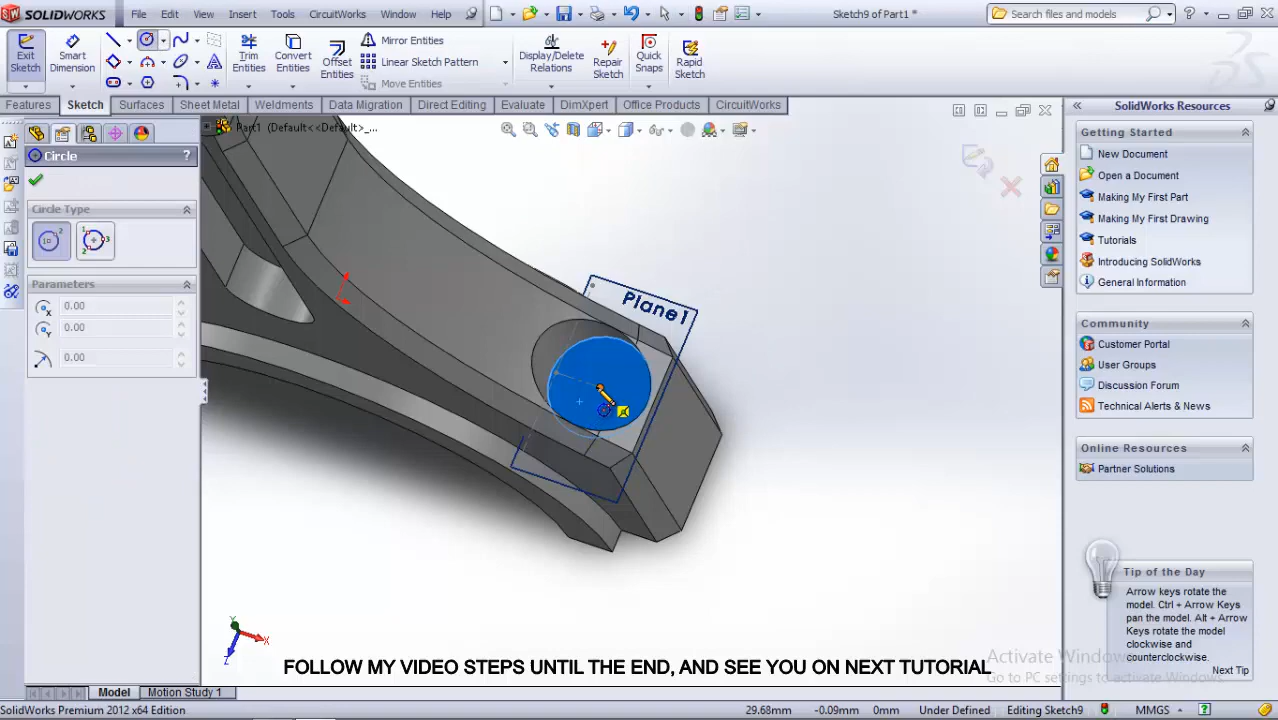 SOLIDWORKS
File Edit View Insert Tools CircuitWorks Window Help
Sketch9 of Part1 *
Search files and models
Exit Sketch
Smart Dimension
Trim Entities
Convert Entities
Offset Entities
Mirror Entities
Linear Sketch Pattern
Move Entities
Display/Delete Relations
Repair Sketch
Quick Snaps
Rapid Sketch
Features Sketch Surfaces Sheet Metal Weldments Data Migration Direct Editing Evaluate DimXpert Office Products CircuitWorks
Part1 (Default<<Default>_...
Circle ?
Circle Type
Parameters
0.00
0.00
0.00
Plane1
SolidWorks Resources
Getting Started
New Document
Open a Document
Making My First Part
Making My First Drawing
Tutorials
Introducing SolidWorks
General Information
Community
Customer Portal
User Groups
Discussion Forum
Technical Alerts & News
Online Resources
Partner Solutions
Tip of the Day
Arrow keys rotate the
model. Ctrl + Arrow Keys
pan the model. Alt + Arrow
Keys rotate the model
clockwise and
counterclockwise.
Next Tip
Activate Windows
Go to PC settings to activate Windows.
FOLLOW MY VIDEO STEPS UNTIL THE END, AND SEE YOU ON NEXT TUTORIAL
Model Motion Study 1
SolidWorks Premium 2012 x64 Edition
29.68mm -0.09mm 0mm Under Defined Editing Sketch9 MMGS